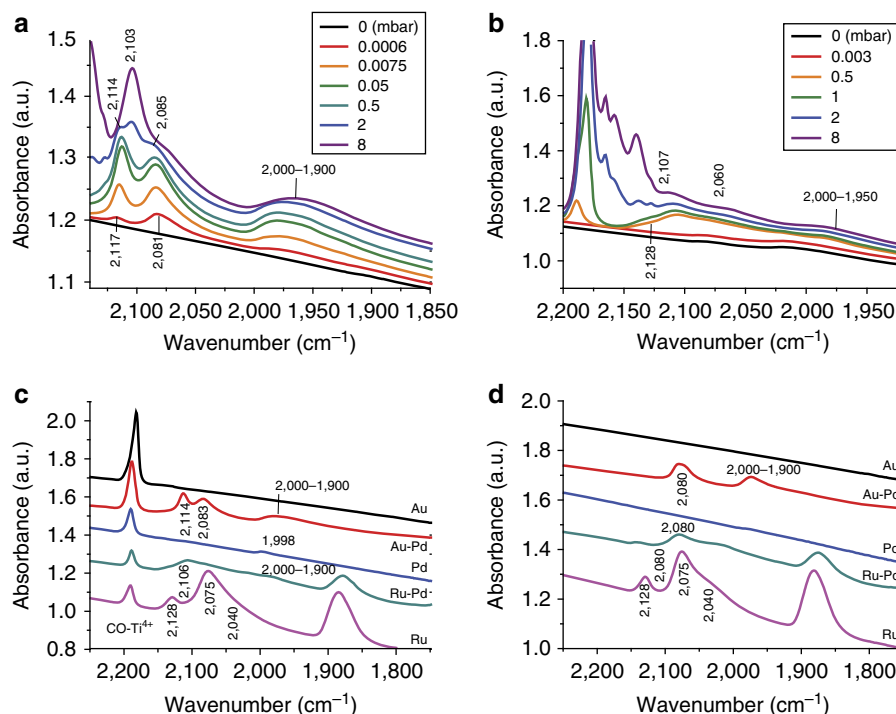 a
0 (mbar)
0.0006
0.0075
0.05
0.5
2
8
2,103
2,114
2,085
2,000–1,900
2,117
2,081
1.5
1.4
1.3
1.2
1.1
Absorbance (a.u.)
2,100 2,050 2,000 1,950 1,900 1,850
Wavenumber (cm⁻¹)
b
0 (mbar)
0.003
0.5
1
2
8
2,107
2,060
2,000–1,950
2,128
1.8
1.6
1.4
1.2
1.0
Absorbance (a.u.)
2,200 2,150 2,100 2,050 2,000 1,950
Wavenumber (cm⁻¹)
c
2.0
1.8
1.6
1.4
1.2
1.0
0.8
Absorbance (a.u.)
Au
2,000–1,900
2,114
2,083
Au-Pd
1,998
Pd
2,000–1,900
2,106
Ru-Pd
2,128
2,075
2,040
CO-Ti⁴⁺
Ru
2,200 2,100 2,000 1,900 1,800
Wavenumber (cm⁻¹)
d
2.0
1.8
1.6
1.4
1.2
1.0
Absorbance (a.u.)
Au
2,000–1,900
2,080
Au-Pd
2,080
Ru-Pd
2,128
2,080
2,075
2,040
Ru
2,200 2,100 2,000 1,900 1,800
Wavenumber (cm⁻¹)